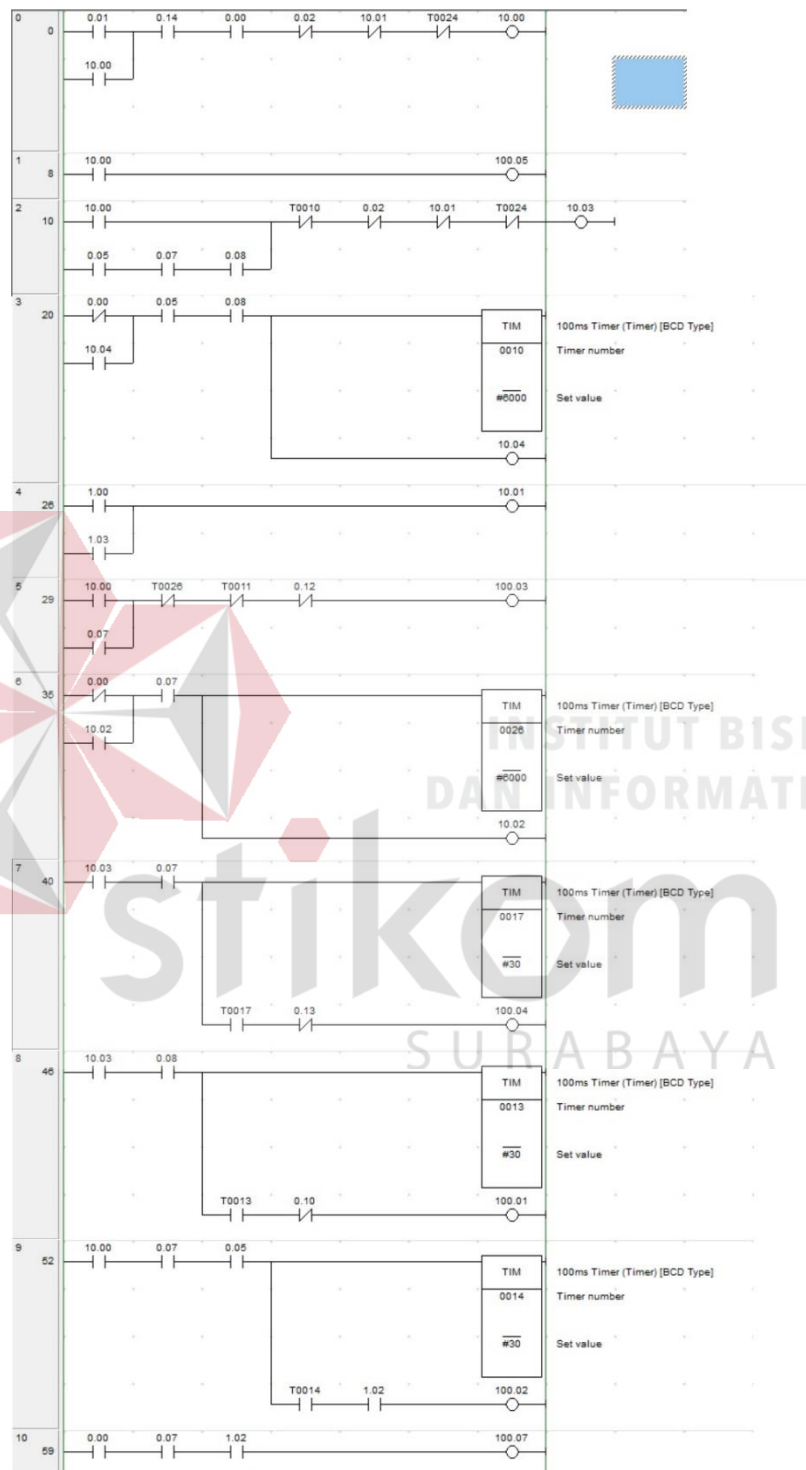 0 0.01 0.14 0.00 0.02 10.01 T0024 10.00
0
10.00
1 10.00 100.05
8
2 10.00 T0010 0.02 10.01 T0024 10.03
10
0.05 0.07 0.08
3 0.00 0.05 0.08
20
TIM 100ms Timer (Timer) [BCD Type]
10.04 0010 Timer number
#6000 Set value
10.04
4 1.00 10.01
26
1.03
5 10.00 T0026 T0011 0.12 100.03
29
0.07
6 0.00 0.07
35
TIM 100ms Timer (Timer) [BCD Type]
10.02 0026 Timer number
INSTITUT BISI
#6000 Set value
DAN INFORMATI
10.02
7 10.03 0.07
40
TIM 100ms Timer (Timer) [BCD Type]
0017 Timer number
stikom
#30 Set value
T0017 0.13 100.04
SURABAYA
8 10.03 0.08
46
TIM 100ms Timer (Timer) [BCD Type]
0013 Timer number
#30 Set value
T0013 0.10 100.01
9 10.00 0.07 0.05
52
TIM 100ms Timer (Timer) [BCD Type]
0014 Timer number
#30 Set value
T0014 1.02 100.02
10 0.00 0.07 1.02 100.07
59